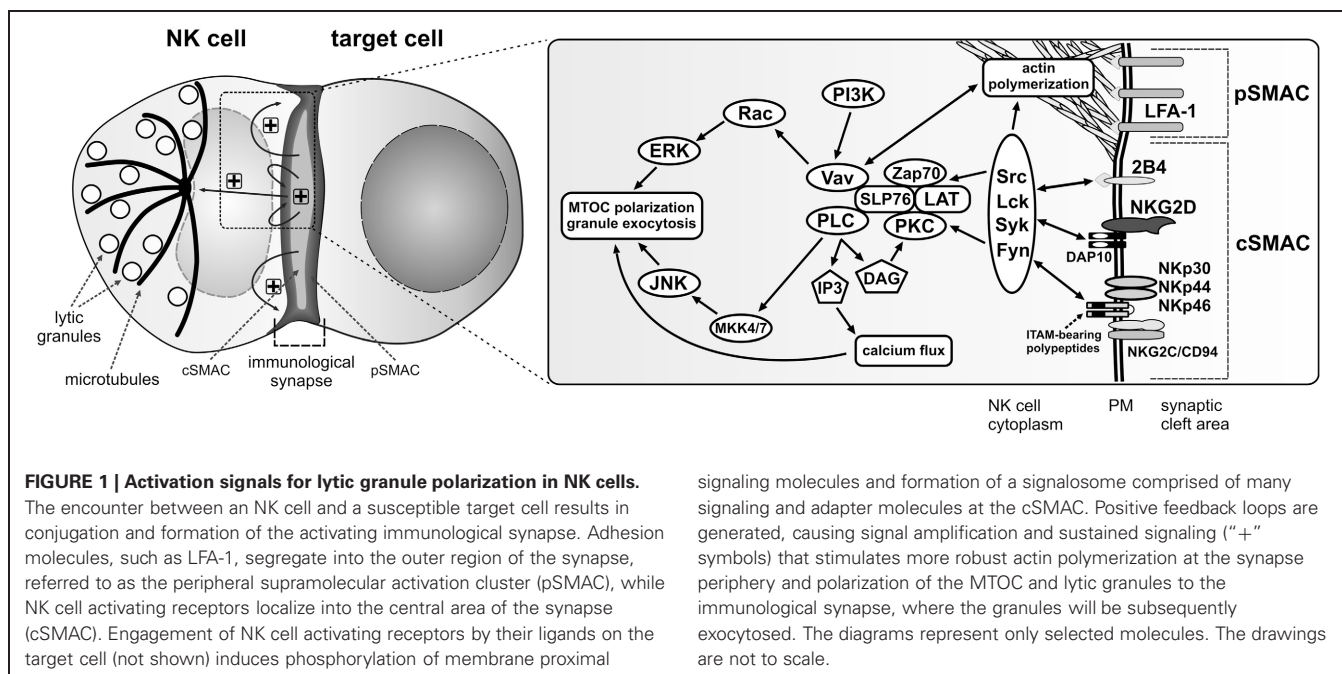 NK cell
target cell
lytic
granules
microtubules
cSMAC
immunological
synapse
pSMAC
PI3K
Rac
ERK
Vav
Zap70
SLP76
LAT
PLC
PKC
MTOC polarization
granule exocytosis
JNK
IP3
DAG
MKK4/7
calcium flux
actin
polymerization
Src
Lck
Syk
Fyn
LFA-1
2B4
NKG2D
DAP10
NKp30
NKp44
NKp46
ITAM-bearing
polypeptides
NKG2C/CD94
pSMAC
cSMAC
NK cell
cytoplasm
PM
synaptic
cleft area
+
+
+
+
FIGURE 1 | Activation signals for lytic granule polarization in NK cells.
The encounter between an NK cell and a susceptible target cell results in
conjugation and formation of the activating immunological synapse. Adhesion
molecules, such as LFA-1, segregate into the outer region of the synapse,
referred to as the peripheral supramolecular activation cluster (pSMAC), while
NK cell activating receptors localize into the central area of the synapse
(cSMAC). Engagement of NK cell activating receptors by their ligands on the
target cell (not shown) induces phosphorylation of membrane proximal
signaling molecules and formation of a signalosome comprised of many
signaling and adapter molecules at the cSMAC. Positive feedback loops are
generated, causing signal amplification and sustained signaling (“+”
symbols) that stimulates more robust actin polymerization at the synapse
periphery and polarization of the MTOC and lytic granules to the
immunological synapse, where the granules will be subsequently
exocytosed. The diagrams represent only selected molecules. The drawings
are not to scale.